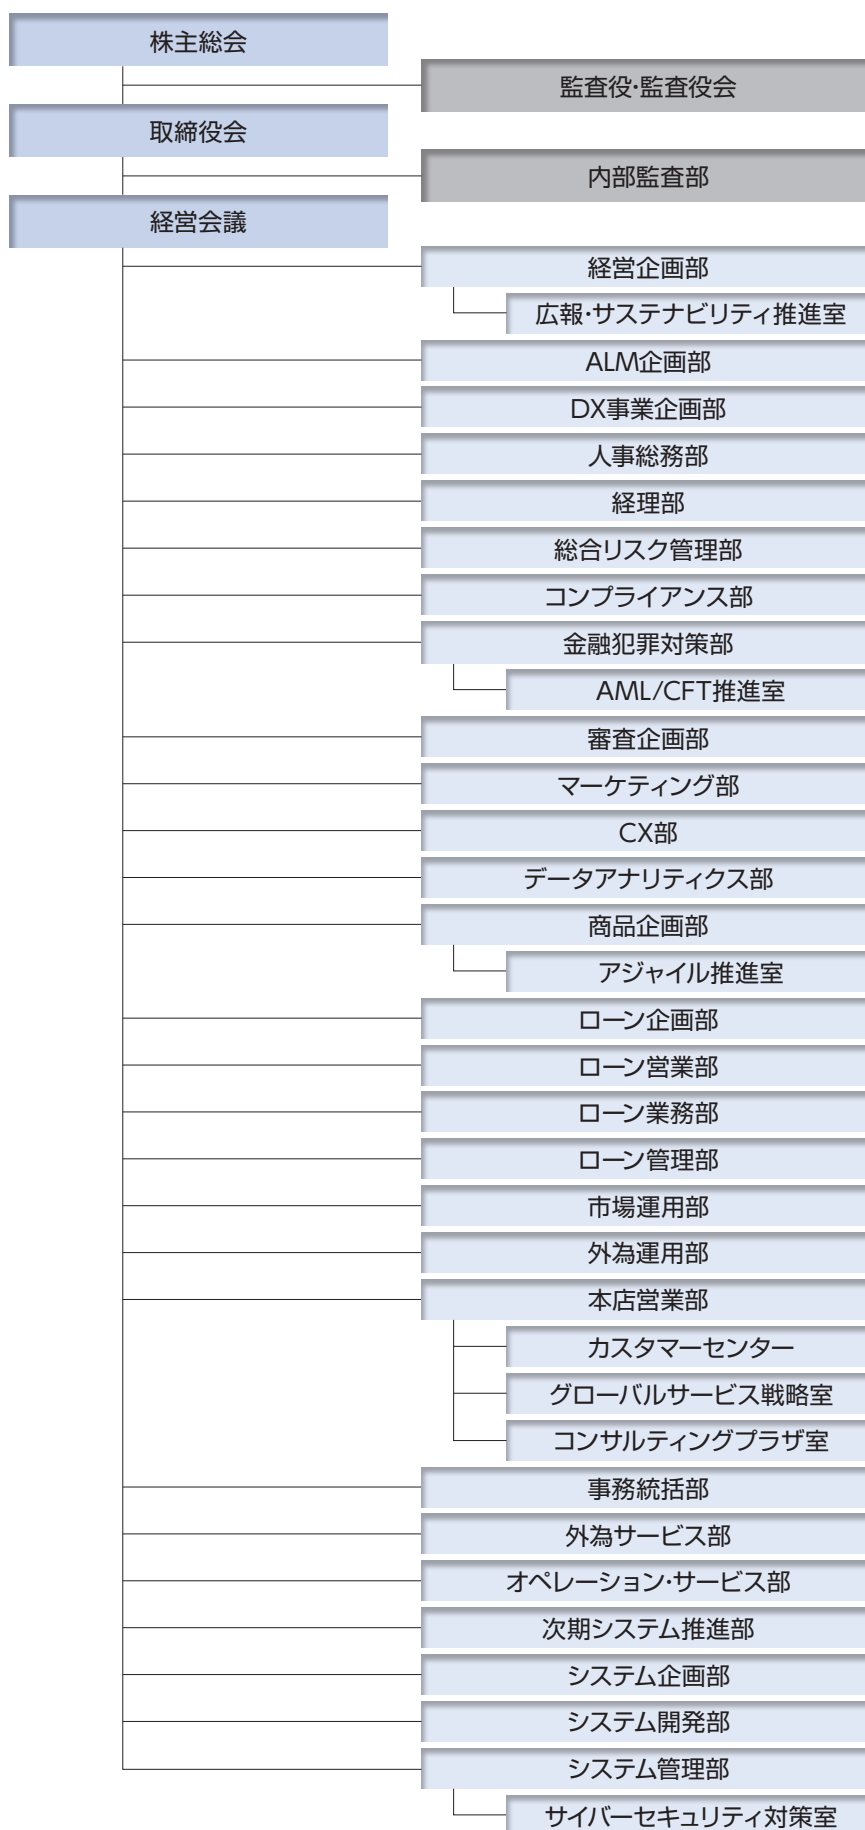 株主総会
監査役・監査役会
取締役会
内部監査部
経営会議
経営企画部
広報・サステナビリティ推進室
ALM企画部
DX事業企画部
人事総務部
経理部
総合リスク管理部
コンプライアンス部
金融犯罪対策部
AML/CFT推進室
審査企画部
マーケティング部
CX部
データアナリティクス部
商品企画部
アジャイル推進室
ローン企画部
ローン営業部
ローン業務部
ローン管理部
市場運用部
外為運用部
本店営業部
カスタマーセンター
グローバルサービス戦略室
コンサルティングプラザ室
事務統括部
外為サービス部
オペレーション・サービス部
次期システム推進部
システム企画部
システム開発部
システム管理部
サイバーセキュリティ対策室